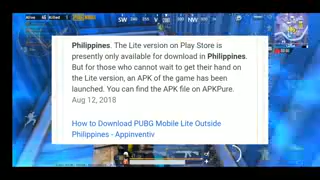 SW
NW
Philippines. The Lite version on Play Store is
presently only available for download in Philippines.
But for those who cannot wait to get their hand on
the Lite version, an APK of the game has been
launched. You can find the APK file on APKPure.
Aug 12, 2018
How to Download PUBG Mobile Lite Outside
Philippines - Appinventiv